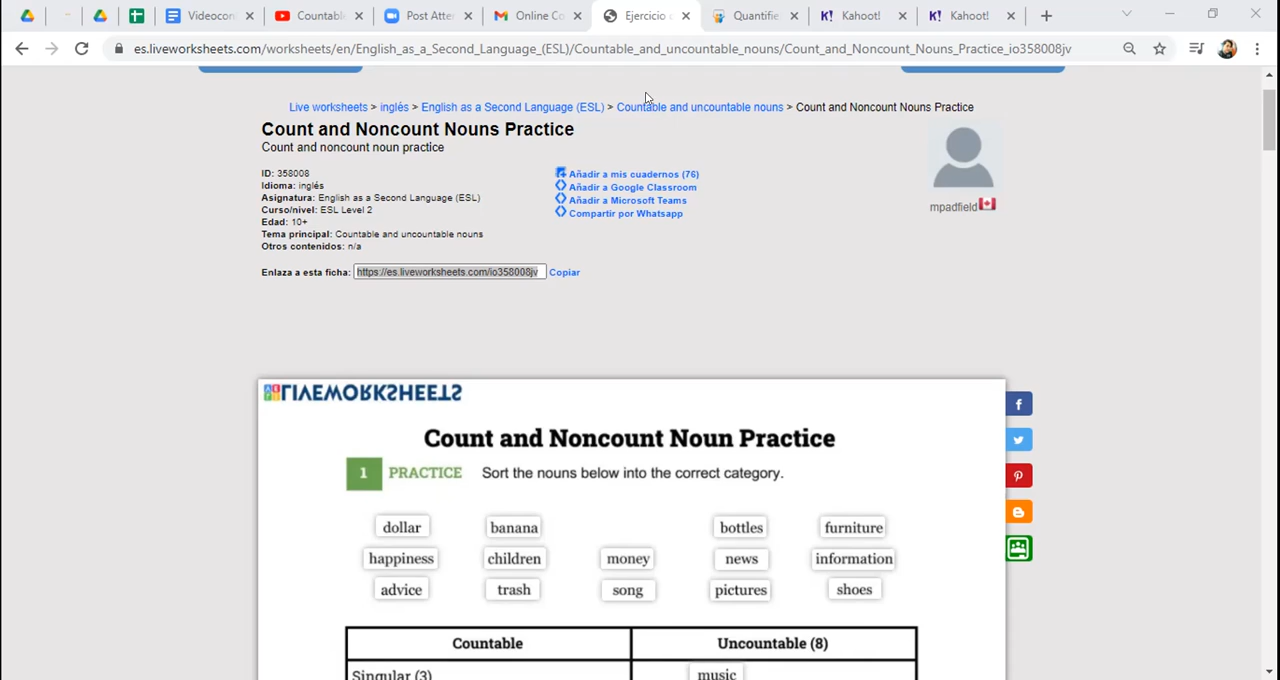 Videocon
Countabl
Post Atte
Online Co
Ejercicio
Quantifie
Kahoot!
Kahoot!
es.liveworksheets.com/worksheets/en/English_as_a_Second_Language_(ESL)/Countable_and_uncountable_nouns/Count_and_Noncount_Nouns_Practice_io358008jv
Live worksheets > inglés > English as a Second Language (ESL) > Countable and uncountable nouns > Count and Noncount Nouns Practice
Count and Noncount Nouns Practice
Count and noncount noun practice
ID: 358008
Idioma: inglés
Asignatura: English as a Second Language (ESL)
Curso/nivel: ESL Level 2
Edad: 10+
Tema principal: Countable and uncountable nouns
Otros contenidos: n/a
Añadir a mis cuadernos (76)
Añadir a Google Classroom
Añadir a Microsoft Teams
Compartir por Whatsapp
mpadfield
Enlaza a esta ficha: https://es.liveworksheets.com/io358008jv Copiar
LIVEWORKSHEETS
Count and Noncount Noun Practice
1 PRACTICE Sort the nouns below into the correct category.
dollar banana bottles furniture
happiness children money news information
advice trash song pictures shoes
Countable Uncountable (8)
Singular (3) music